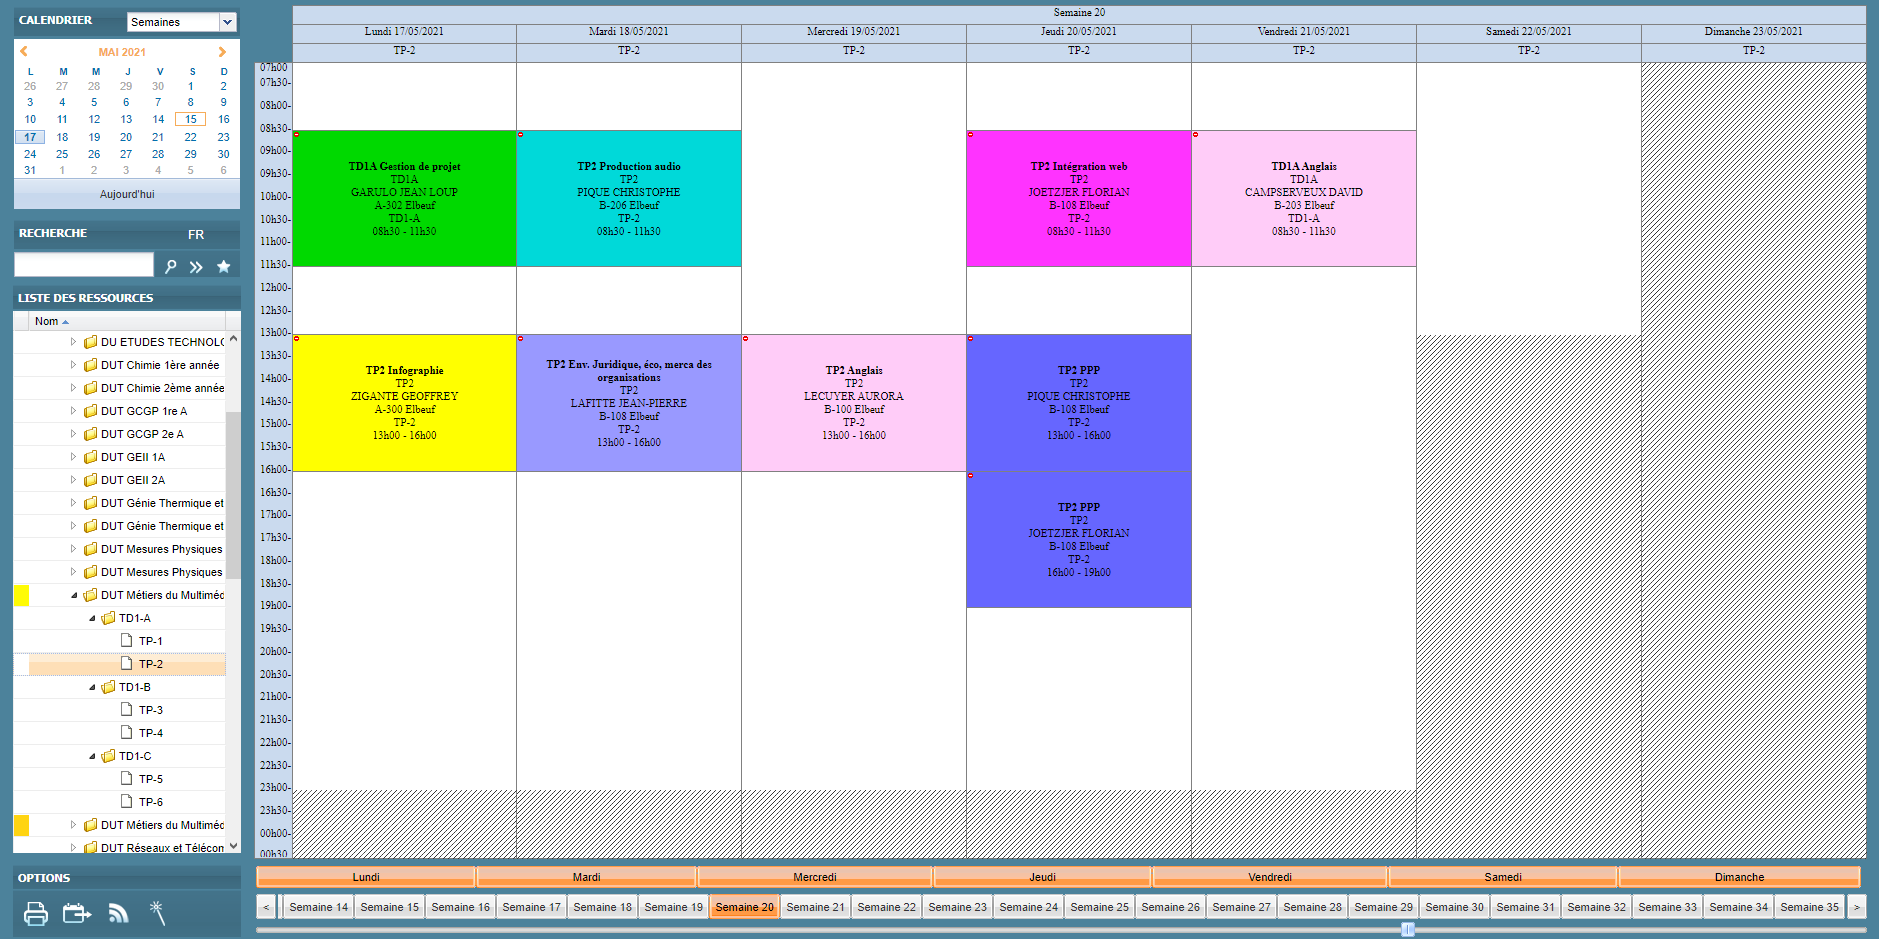 CALENDRIER
Semaines
MAI 2021
L M M J V S D
26 27 28 29 30 1 2
3 4 5 6 7 8 9
10 11 12 13 14 15 16
17 18 19 20 21 22 23
24 25 26 27 28 29 30
31 1 2 3 4 5 6
Aujourd'hui
RECHERCHE FR
LISTE DES RESSOURCES
Nom
DU ETUDES TECHNOLO
DUT Chimie 1ère année
DUT Chimie 2ème année
DUT GCGP 1re A
DUT GCGP 2e A
DUT GEII 1A
DUT GEII 2A
DUT Génie Thermique et
DUT Génie Thermique et
DUT Mesures Physiques
DUT Mesures Physiques
DUT Métiers du Multiméd
TD1-A
TP-1
TP-2
TD1-B
TP-3
TP-4
TD1-C
TP-5
TP-6
DUT Métiers du Multiméd
DUT Réseaux et Télécom
OPTIONS
Semaine 20
Lundi 17/05/2021 Mardi 18/05/2021 Mercredi 19/05/2021 Jeudi 20/05/2021 Vendredi 21/05/2021 Samedi 22/05/2021 Dimanche 23/05/2021
TP-2 TP-2 TP-2 TP-2 TP-2 TP-2 TP-2
07h00
07h30-
08h00-
08h30-
09h00-
09h30-
10h00-
10h30-
11h00-
11h30-
12h00-
12h30-
13h00-
13h30-
14h00-
14h30-
15h00-
15h30-
16h00-
16h30-
17h00-
17h30-
18h00-
18h30-
19h00-
19h30-
20h00-
20h30-
21h00-
21h30-
22h00-
22h30-
23h00-
23h30-
00h00-
00h30
TD1A Gestion de projet
TD1A
GARULO JEAN LOUP
A-302 Elbeuf
TD1-A
08h30 - 11h30
TP2 Production audio
TP2
PIQUE CHRISTOPHE
B-206 Elbeuf
TP-2
08h30 - 11h30
TP2 Intégration web
TP2
JOETZJER FLORIAN
B-108 Elbeuf
TP-2
08h30 - 11h30
TD1A Anglais
TD1A
CAMPSERVEUX DAVID
B-203 Elbeuf
TD1-A
08h30 - 11h30
TP2 Infographie
TP2
ZIGANTE GEOFFREY
A-300 Elbeuf
TP-2
13h00 - 16h00
TP2 Env. Juridique, éco, merca des
organisations
TP2
LAFITTE JEAN-PIERRE
B-108 Elbeuf
TP-2
13h00 - 16h00
TP2 Anglais
TP2
LECUYER AURORA
B-100 Elbeuf
TP-2
13h00 - 16h00
TP2 PPP
TP2
PIQUE CHRISTOPHE
B-108 Elbeuf
TP-2
13h00 - 16h00
TP2 PPP
TP2
JOETZJER FLORIAN
B-108 Elbeuf
TP-2
16h00 - 19h00
Lundi Mardi Mercredi Jeudi Vendredi Samedi Dimanche
< Semaine 14 Semaine 15 Semaine 16 Semaine 17 Semaine 18 Semaine 19 Semaine 20 Semaine 21 Semaine 22 Semaine 23 Semaine 24 Semaine 25 Semaine 26 Semaine 27 Semaine 28 Semaine 29 Semaine 30 Semaine 31 Semaine 32 Semaine 33 Semaine 34 Semaine 35 >